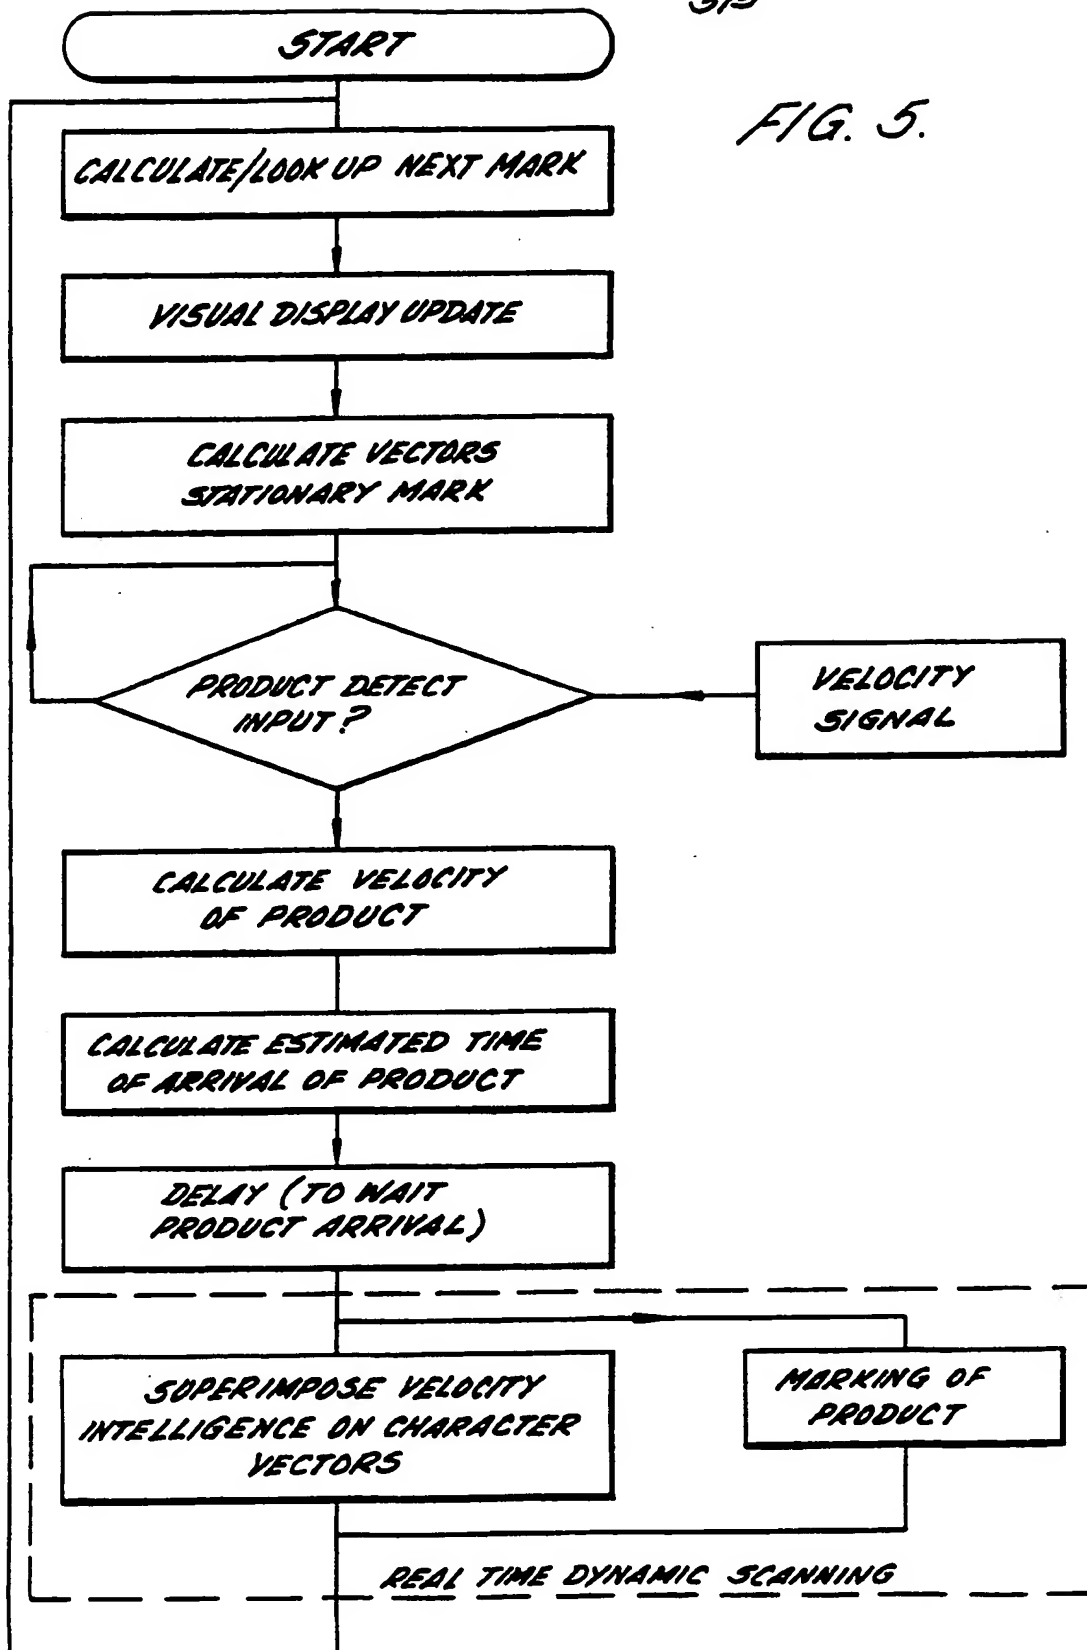 START
FIG. 5.
CALCULATE/LOOK UP NEXT MARK
VISUAL DISPLAY UPDATE
CALCULATE VECTORS
STATIONARY MARK
PRODUCT DETECT
INPUT?
VELOCITY
SIGNAL
CALCULATE VELOCITY
OF PRODUCT
CALCULATE ESTIMATED TIME
OF ARRIVAL OF PRODUCT
DELAY (TO WAIT
PRODUCT ARRIVAL)
SUPERIMPOSE VELOCITY
INTELLIGENCE ON CHARACTER
VECTORS
MARKING OF
PRODUCT
REAL TIME DYNAMIC SCANNING